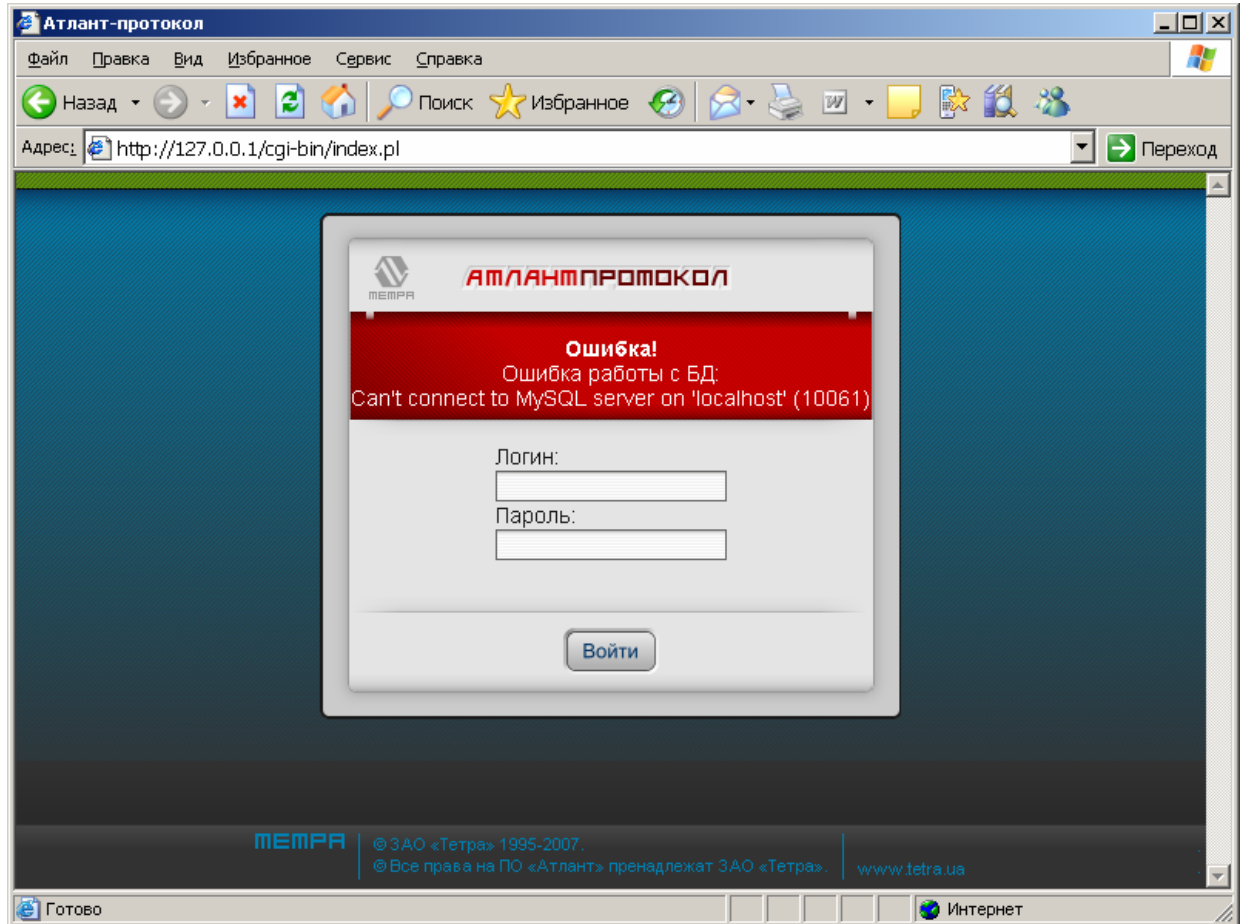 Атлант-протокол
Файл Правка Вид Избранное Сервис Справка
Назад Поиск Избранное
Адрес: http://127.0.0.1/cgi-bin/index.pl Переход
темра
АТЛАНТПРОТОКОЛ
Ошибка!
Ошибка работы с БД:
Can't connect to MySQL server on 'localhost' (10061)
Логин:
Пароль:
Войти
темра
© ЗАО «Тетра» 1995-2007.
© Все права на ПО «Атлант» пренадлежат ЗАО «Тетра».
www.tetra.ua
Готово Интернет